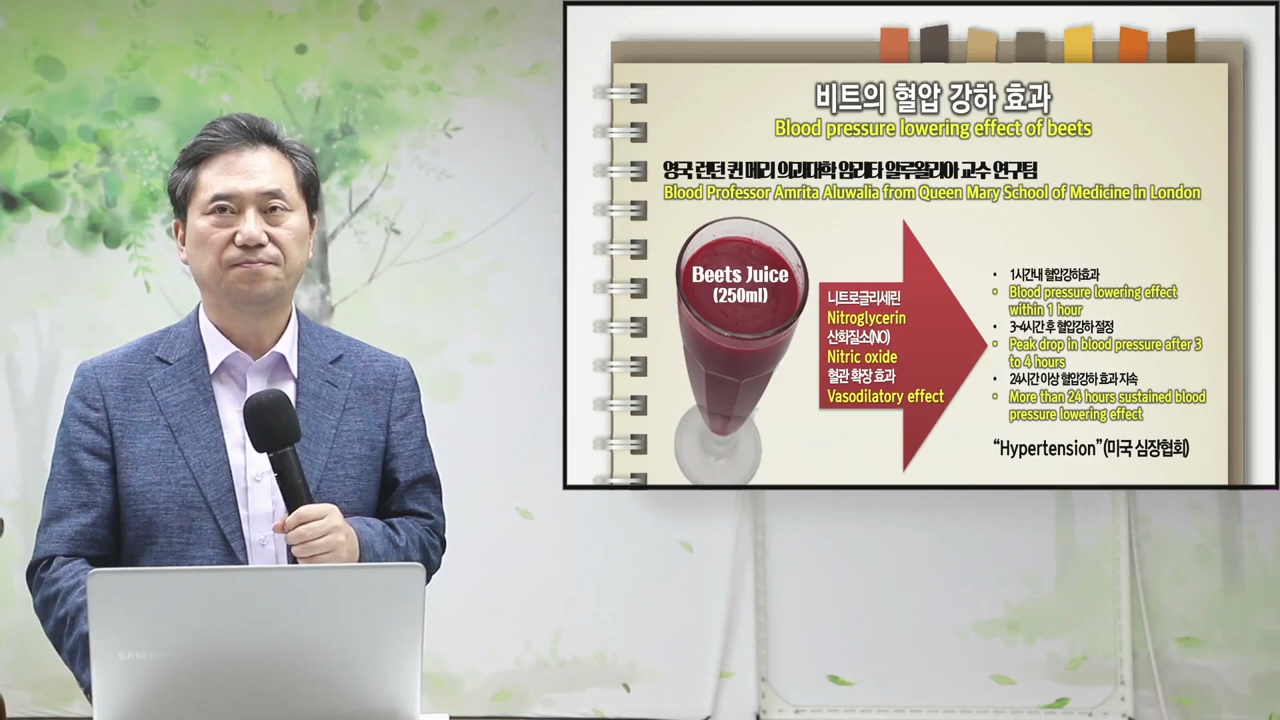 비트의 혈압 강하 효과
Blood pressure lowering effect of beets
영국 런던 퀸 메리 의과대학 암리타 알루왈리아 교수 연구팀
Blood Professor Amrita Aluwalia from Queen Mary School of Medicine in London
Beets Juice
(250ml)
니트로글리세린
Nitroglycerin
산화질소(NO)
Nitric oxide
혈관 확장 효과
Vasodilatory effect
• 1시간내 혈압강하효과
• Blood pressure lowering effect
within 1 hour
• 3~4시간 후 혈압강하 절정
• Peak drop in blood pressure after 3
to 4 hours
• 24시간 이상 혈압강하 효과 지속
• More than 24 hours sustained blood
pressure lowering effect
“Hypertension”(미국 심장협회)